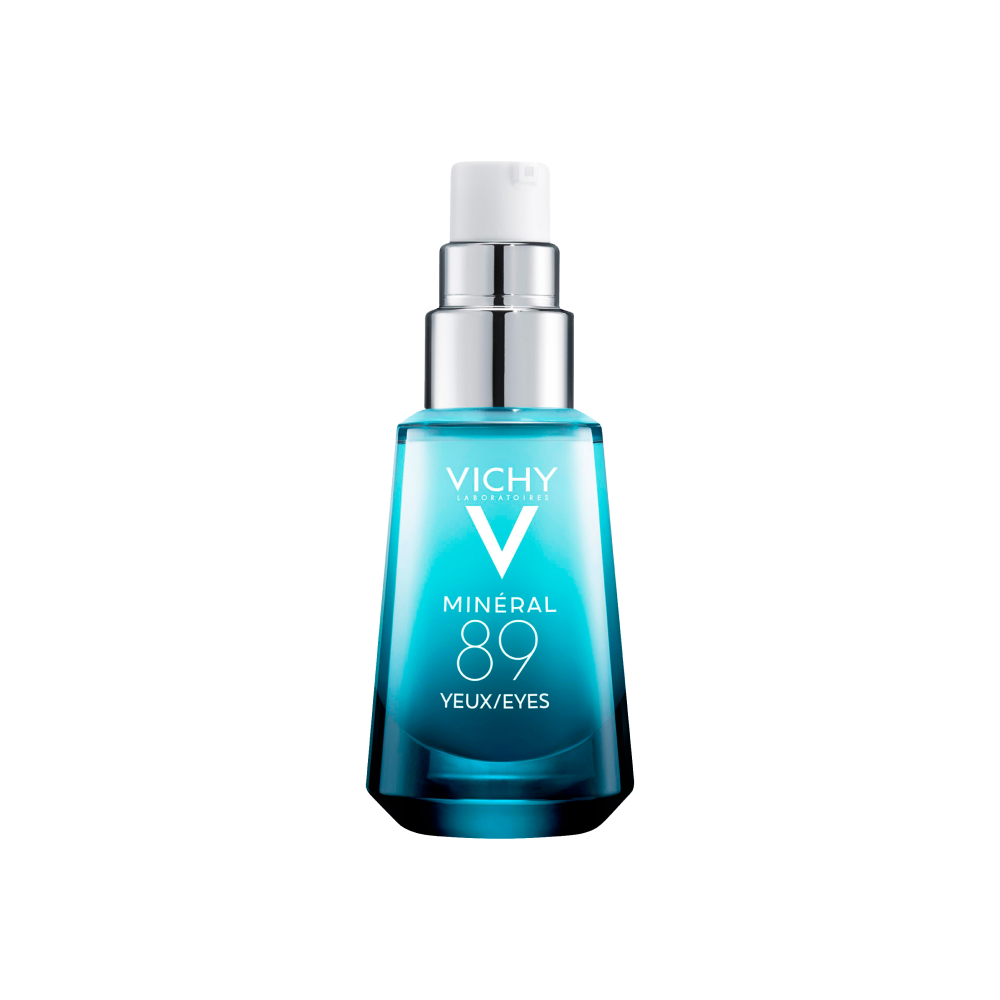 VICHY
LABORATOIRES
V
MINÉRAL
89
YEUX/EYES